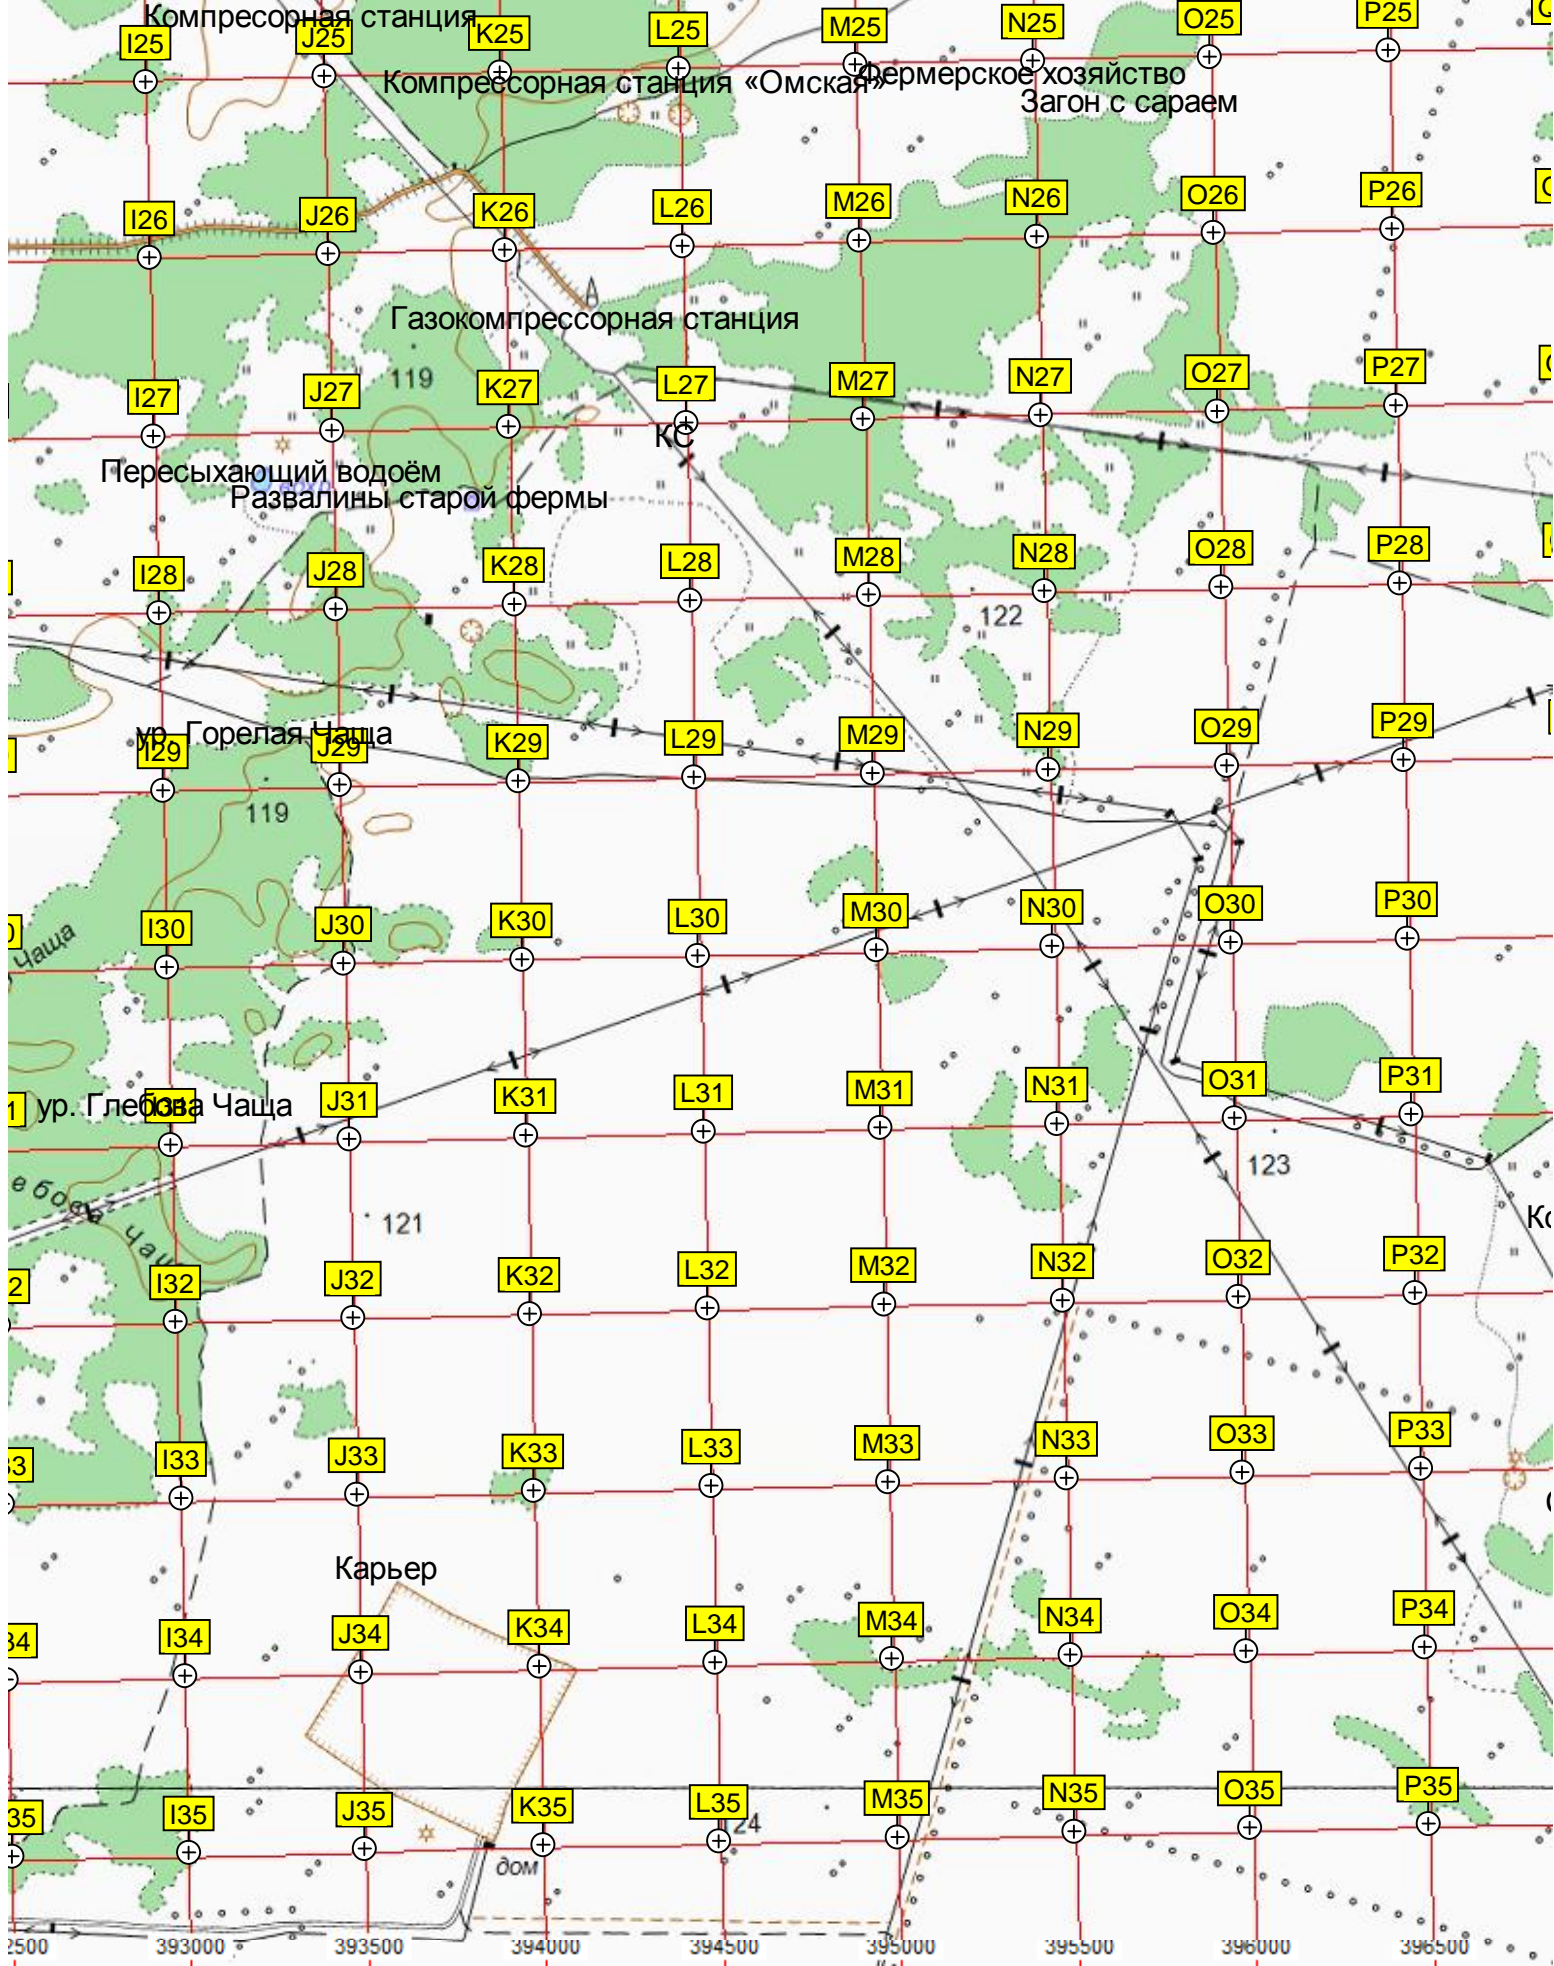 Компресорная станция
I25 J25 K25 L25 M25 N25 O25 P25
Компрессорная станция «Омская»
Фермерское хозяйство
Загон с сараем
I26 J26 K26 L26 M26 N26 O26 P26
Газокомпрессорная станция
119
I27 J27 K27 L27 M27 N27 O27 P27
КС
Пересыхающий водоём
Развалины старой фермы
I28 J28 K28 L28 M28 N28 O28 P28
122
ур. Горелая Чаща
I29 J29 K29 L29 M29 N29 O29 P29
119
I30 J30 K30 L30 M30 N30 O30 P30
Чаща
ур. Глебова Чаща
I31 J31 K31 L31 M31 N31 O31 P31
123
121
I32 J32 K32 L32 M32 N32 O32 P32
I33 J33 K33 L33 M33 N33 O33 P33
Карьер
I34 J34 K34 L34 M34 N34 O34 P34
I35 J35 K35 L35 M35 N35 O35 P35
дом
393000 393500 394000 394500 395000 395500 396000 396500